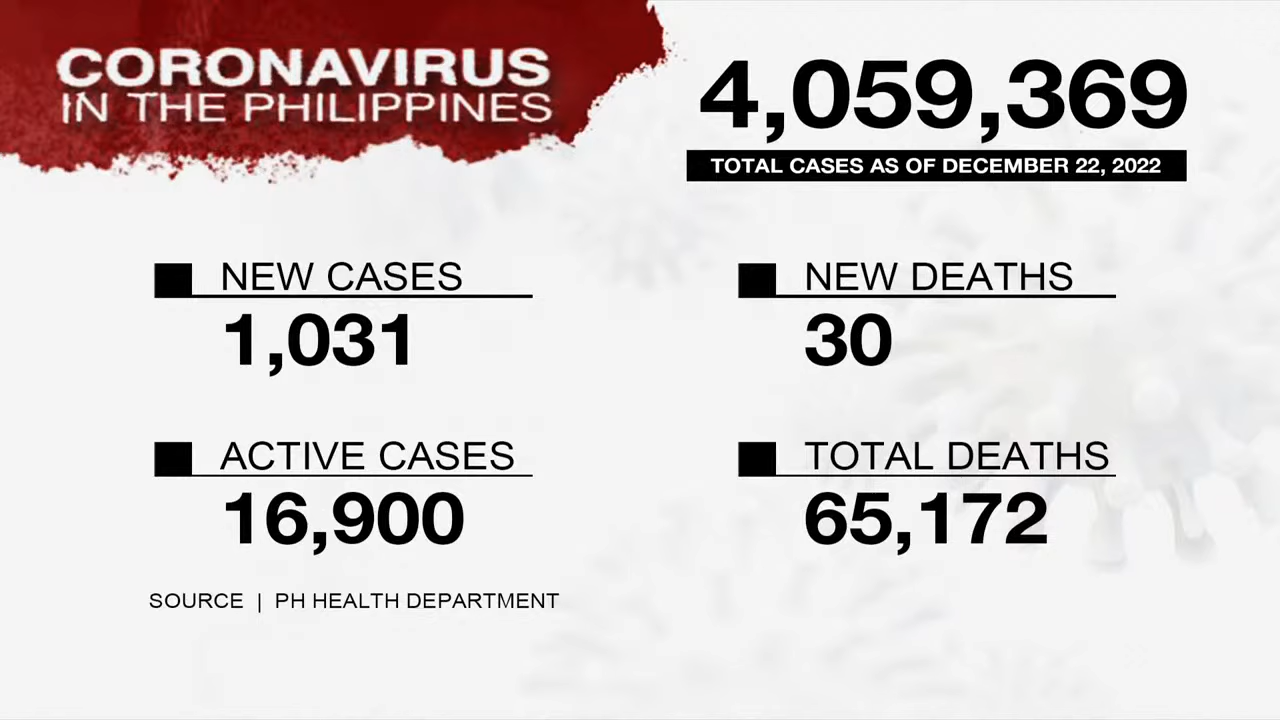 CORONAVIRUS
IN THE PHILIPPINES
4,059,369
TOTAL CASES AS OF DECEMBER 22, 2022
NEW CASES
1,031
NEW DEATHS
30
ACTIVE CASES
16,900
TOTAL DEATHS
65,172
SOURCE | PH HEALTH DEPARTMENT